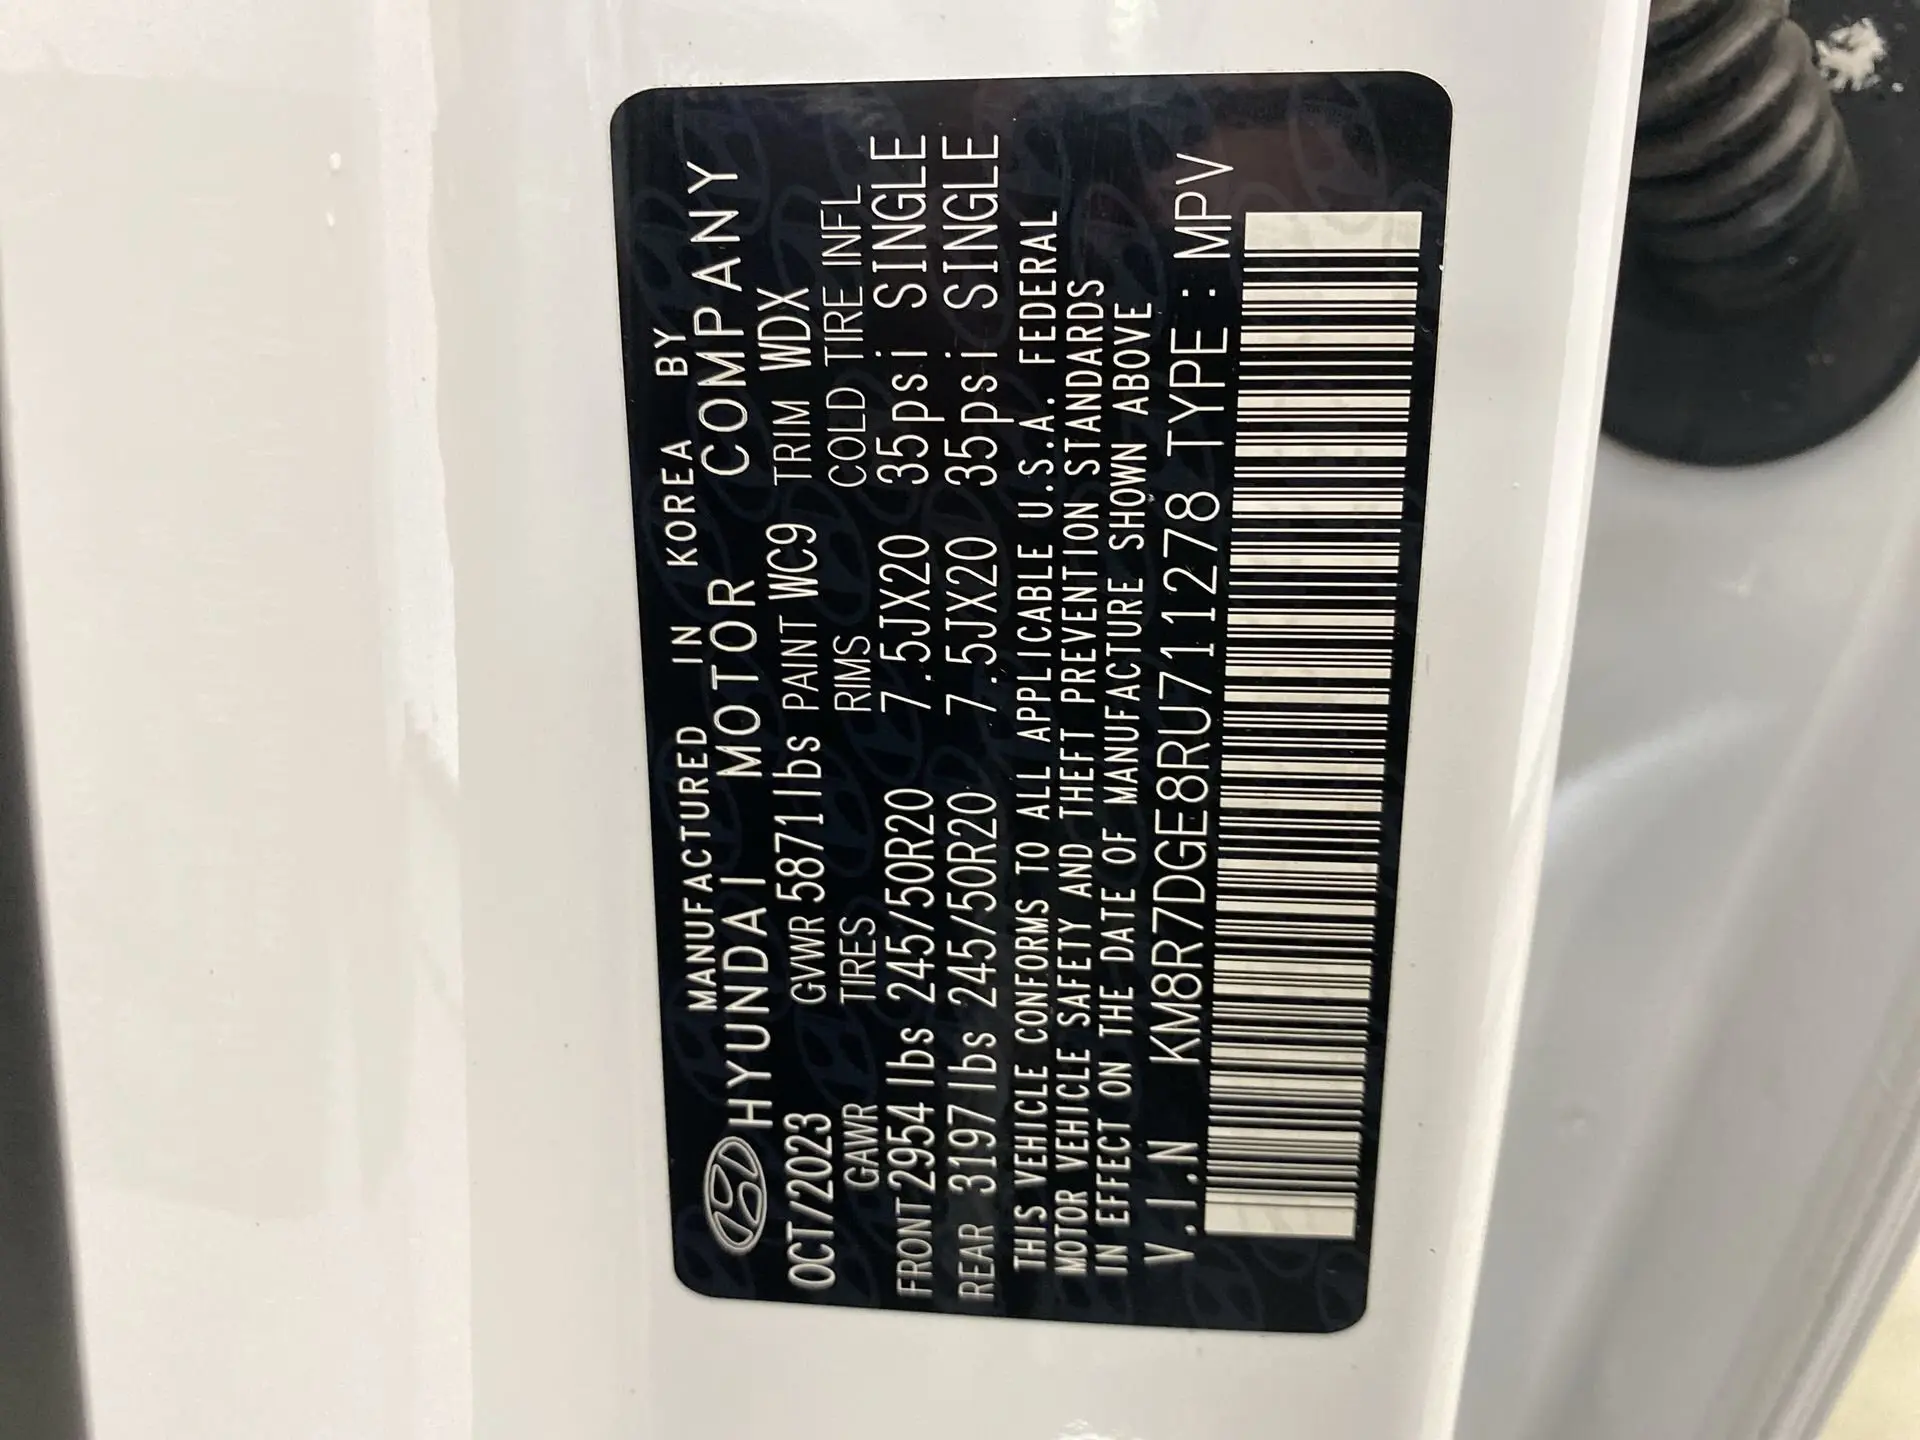 MANUFACTURED IN KOREA BY
HYUNDAI MOTOR COMPANY
OCT/2023 GVWR 5871lbs PAINT WC9 TRIM WDX
GAWR TIRES RIMS COLD TIRE INFL
FRONT 2954 lbs 245/50R20 7.5JX20 35psi SINGLE
REAR 3197 lbs 245/50R20 7.5JX20 35psi SINGLE
THIS VEHICLE CONFORMS TO ALL APPLICABLE U.S.A. FEDERAL
MOTOR VEHICLE SAFETY AND THEFT PREVENTION STANDARDS
IN EFFECT ON THE DATE OF MANUFACTURE SHOWN ABOVE
V.I.N KM8R7DGE8RU711278 TYPE : MPV